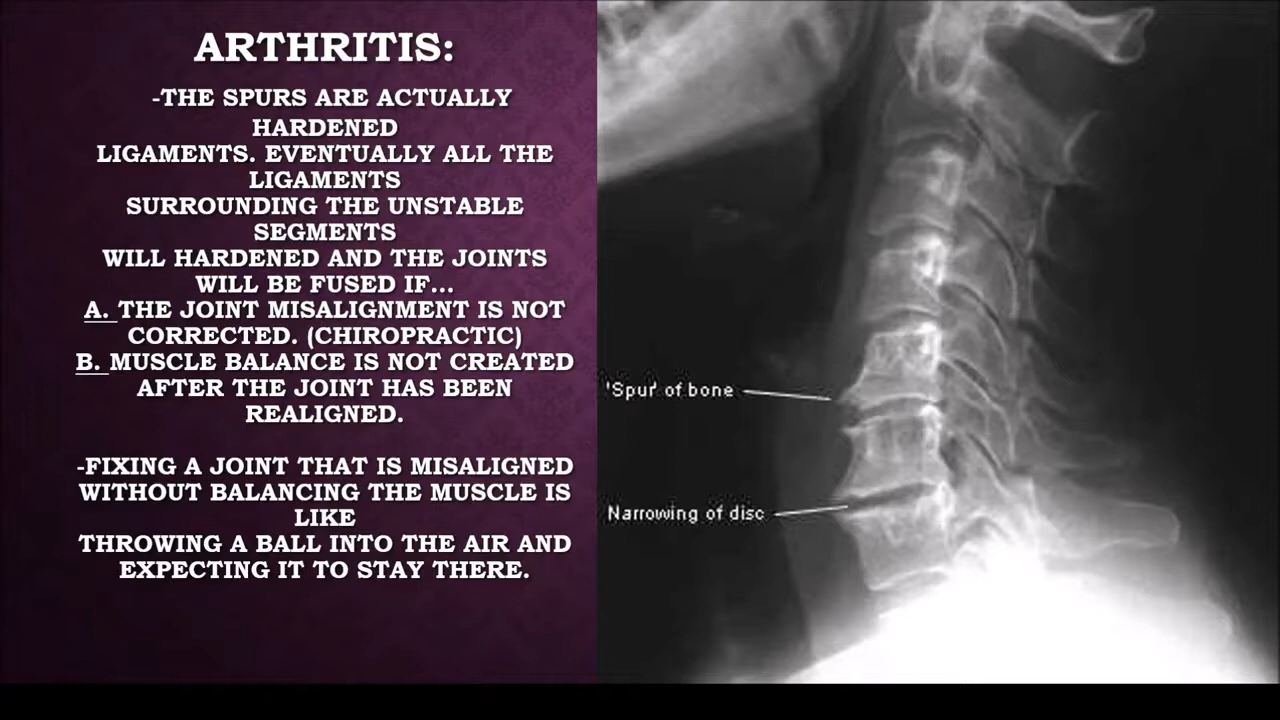 ARTHRITIS:
-THE SPURS ARE ACTUALLY
HARDENED
LIGAMENTS. EVENTUALLY ALL THE
LIGAMENTS
SURROUNDING THE UNSTABLE
SEGMENTS
WILL HARDENED AND THE JOINTS
WILL BE FUSED IF...
A. THE JOINT MISALIGNMENT IS NOT
CORRECTED. (CHIROPRACTIC)
B. MUSCLE BALANCE IS NOT CREATED
AFTER THE JOINT HAS BEEN
REALIGNED.
-FIXING A JOINT THAT IS MISALIGNED
WITHOUT BALANCING THE MUSCLE IS
LIKE
THROWING A BALL INTO THE AIR AND
EXPECTING IT TO STAY THERE.
'Spur' of bone
Narrowing of disc